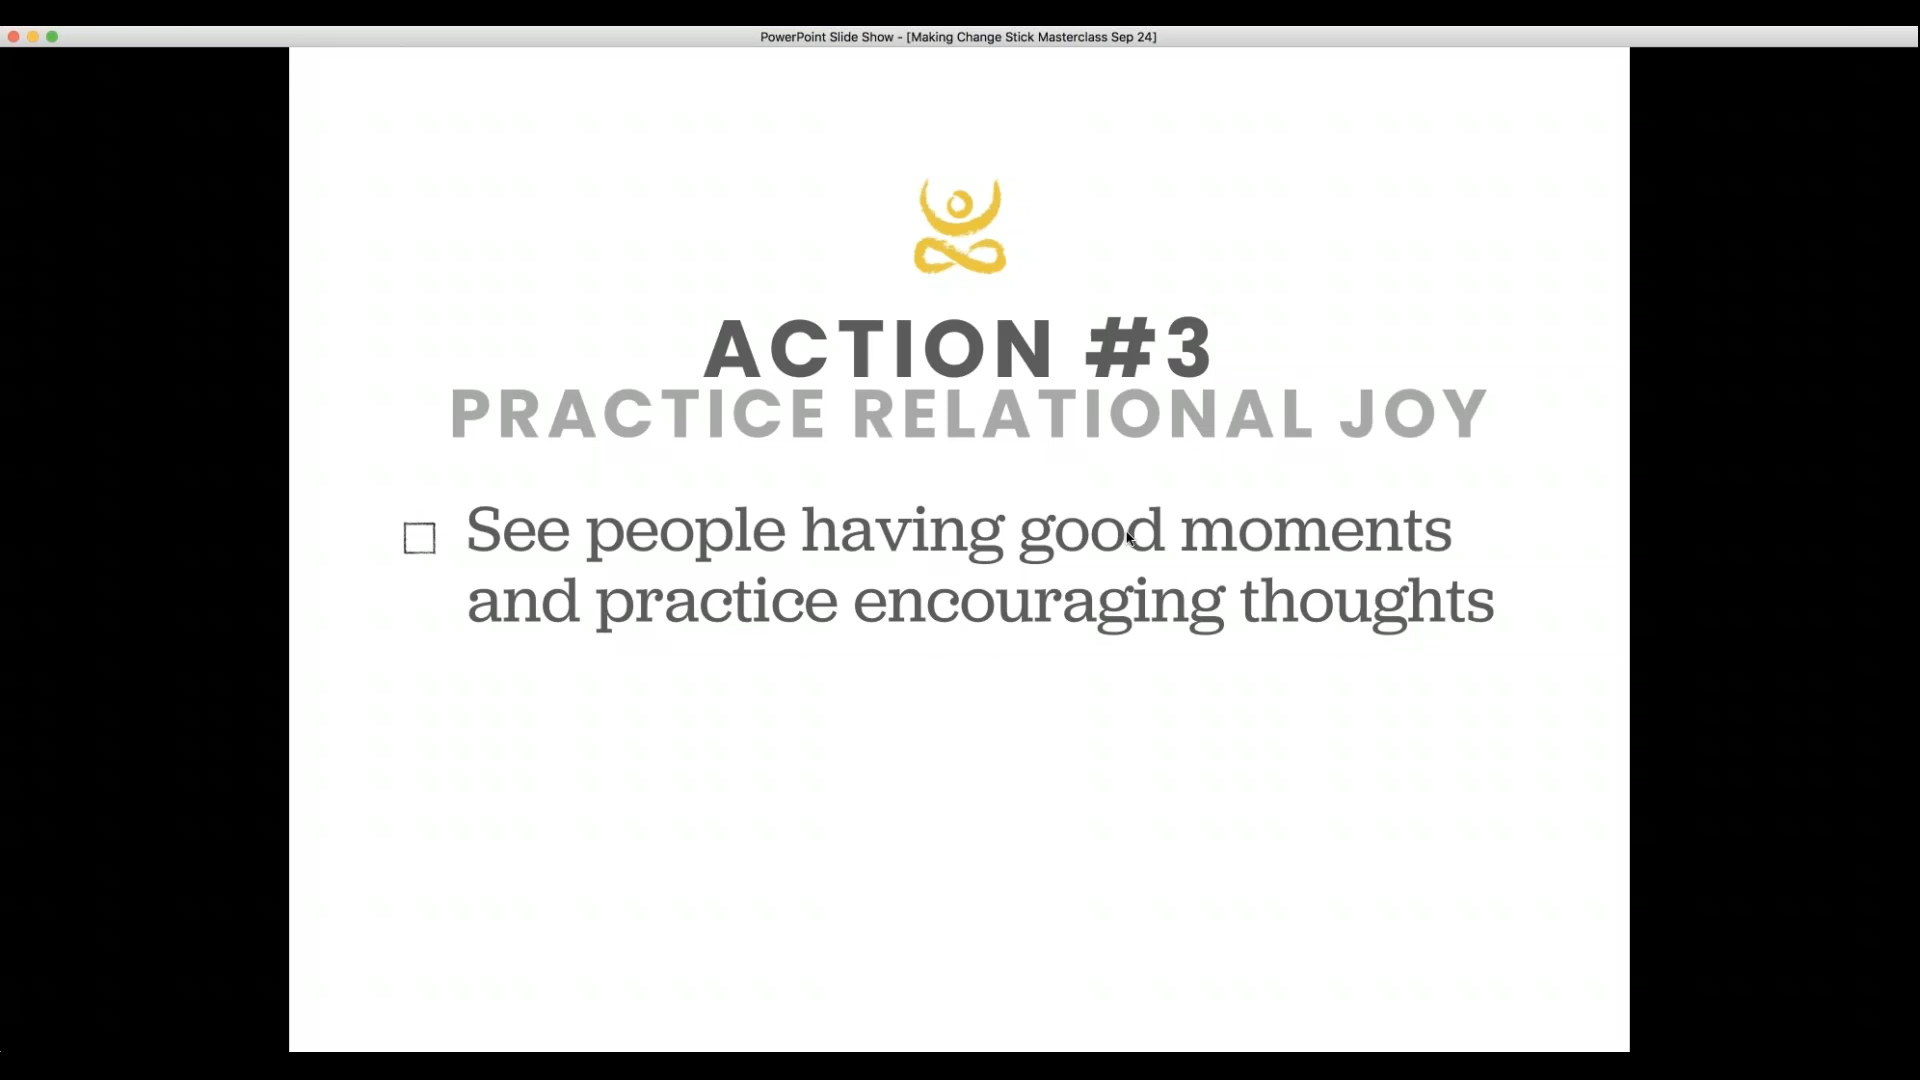 PowerPoint Slide Show - [Making Change Stick Masterclass Sep 24]
ACTION #3
PRACTICE RELATIONAL JOY
See people having good moments
and practice encouraging thoughts